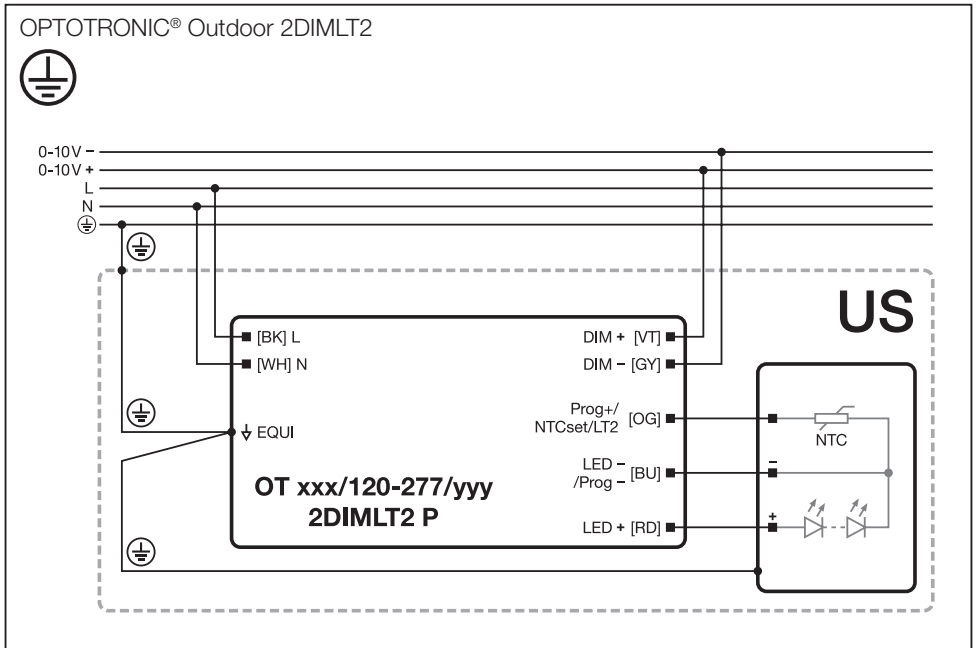 OPTOTRONIC® Outdoor 2DIMLT2
0-10V -
0-10V +
L
N
US
[BK] L
[WH] N
EQUI
OT xxx/120-277/yyy
2DIMLT2 P
DIM + [VT]
DIM - [GY]
Prog+/
NTCset/LT2 [OG]
LED -
/Prog - [BU]
LED + [RD]
NTC
-
+